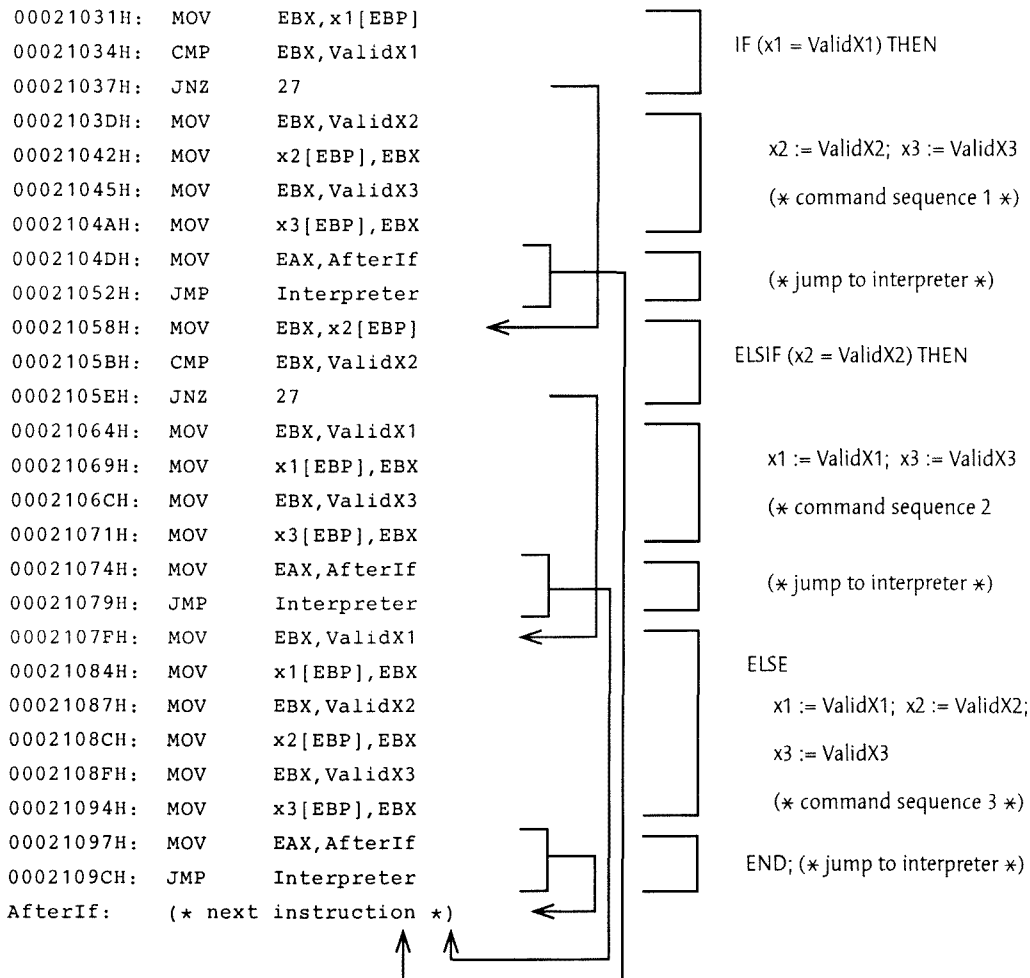 00021031H: MOV EBX,x1[EBP]
00021034H: CMP EBX,ValidX1
IF (x1 = ValidX1) THEN
00021037H: JNZ 27
0002103DH: MOV EBX,ValidX2
00021042H: MOV x2[EBP],EBX
x2 := ValidX2; x3 := ValidX3
00021045H: MOV EBX,ValidX3
(* command sequence 1 *)
0002104AH: MOV x3[EBP],EBX
0002104DH: MOV EAX,AfterIf
(* jump to interpreter *)
00021052H: JMP Interpreter
00021058H: MOV EBX,x2[EBP]
0002105BH: CMP EBX,ValidX2
ELSIF (x2 = ValidX2) THEN
0002105EH: JNZ 27
00021064H: MOV EBX,ValidX1
00021069H: MOV x1[EBP],EBX
x1 := ValidX1; x3 := ValidX3
0002106CH: MOV EBX,ValidX3
(* command sequence 2
00021071H: MOV x3[EBP],EBX
00021074H: MOV EAX,AfterIf
(* jump to interpreter *)
00021079H: JMP Interpreter
0002107FH: MOV EBX,ValidX1
ELSE
00021084H: MOV x1[EBP],EBX
00021087H: MOV EBX,ValidX2
x1 := ValidX1; x2 := ValidX2;
0002108CH: MOV x2[EBP],EBX
x3 := ValidX3
0002108FH: MOV EBX,ValidX3
00021094H: MOV x3[EBP],EBX
(* command sequence 3 *)
00021097H: MOV EAX,AfterIf
END; (* jump to interpreter *)
0002109CH: JMP Interpreter
AfterIf: (* next instruction *)